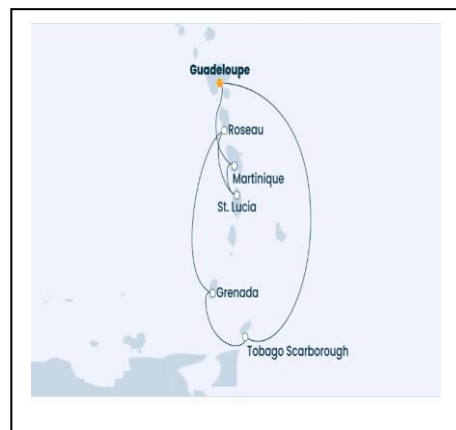 Guadeloupe
Roseau
Martinique
St. Lucia
Grenada
Tobago Scarborough